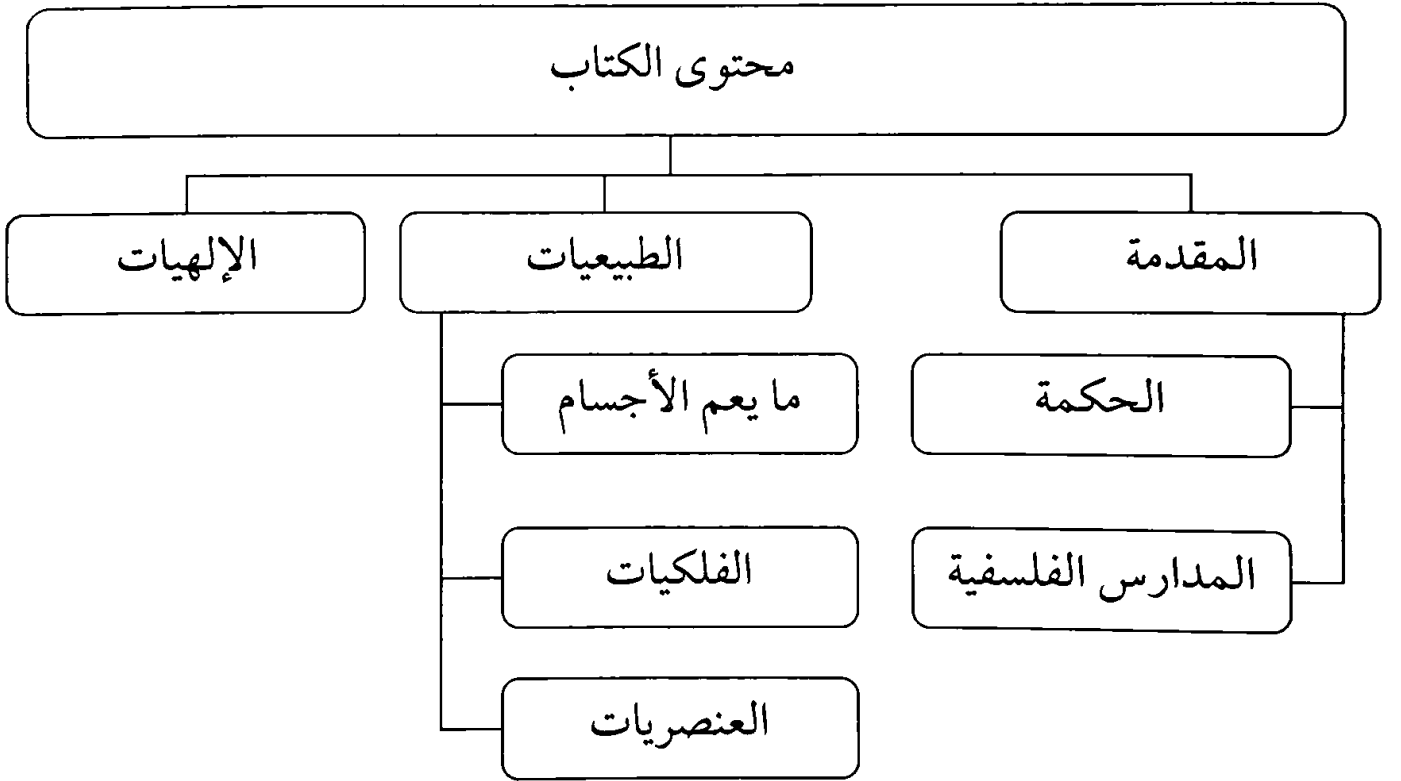 محتوى الكتاب
المقدمة
الطبيعيات
الإلهيات
الحكمة
ما يعم الأجسام
المدارس الفلسفية
الفلكيات
العنصريات